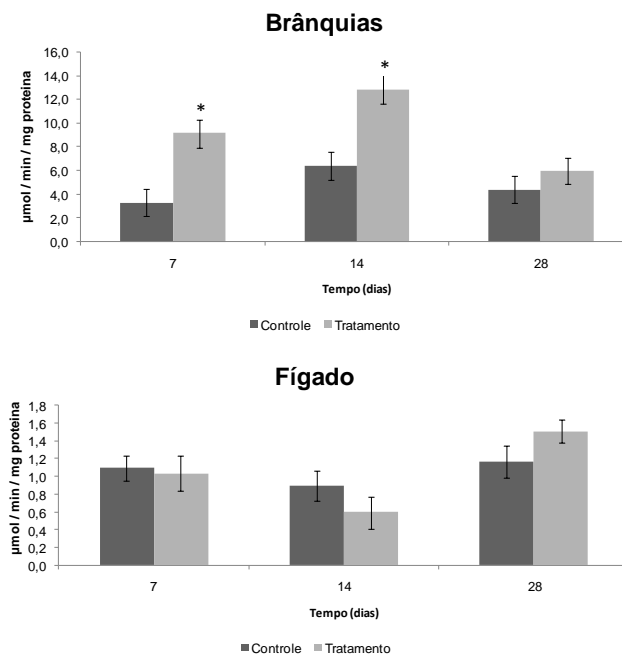 Brânquias
µmol / min / mg proteina
16,0
14,0
12,0
10,0
8,0
6,0
4,0
2,0
0,0
*
*
7 14 28
Tempo (dias)
Controle Tratamento
Fígado
µmol / min / mg proteina
1,8
1,6
1,4
1,2
1,0
0,8
0,6
0,4
0,2
0,0
7 14 28
Tempo (dias)
Controle Tratamento